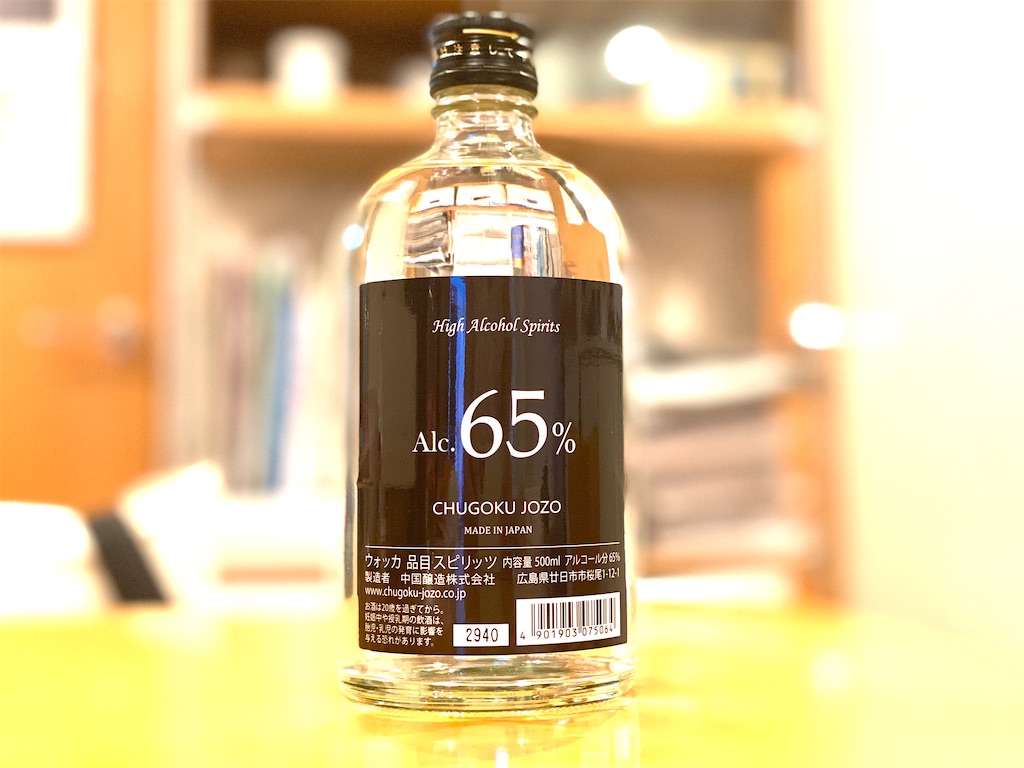 注意して
High Alcohol Spirits
Alc.65%
CHUGOKU JOZO
MADE IN JAPAN
ウォッカ 品目 スピリッツ 内容量 500ml アルコール分 65%
製造者 中国醸造株式会社 広島県廿日市市桜尾1-12-1
www.chugoku-jozo.co.jp
お酒は20歳を過ぎてから。
妊娠中や授乳期の飲酒は、
胎児・乳児の発育に影響を
与える恐れがあります。
2940
4 901903 075064